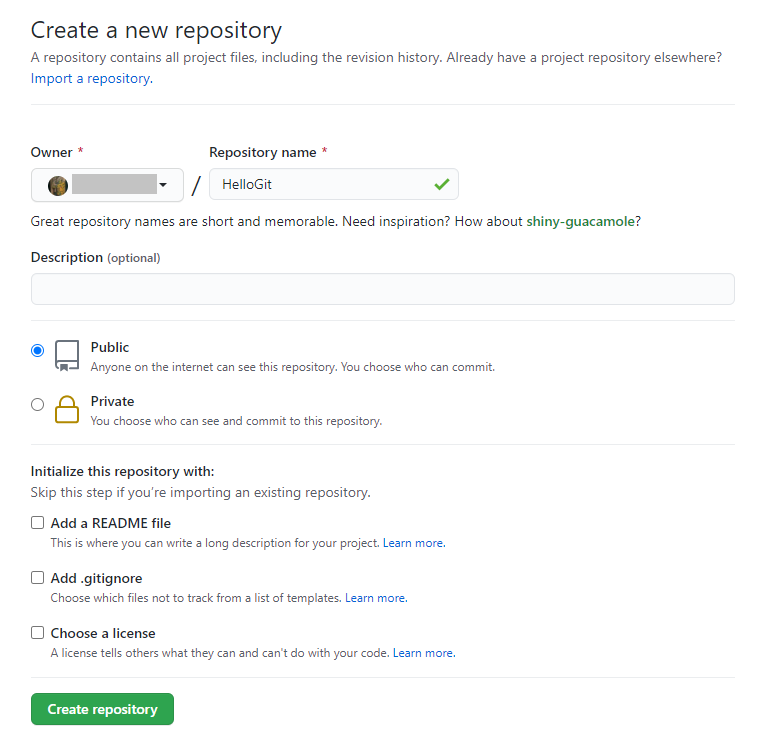 Create a new repository
A repository contains all project files, including the revision history. Already have a project repository elsewhere?
Import a repository.
Owner * Repository name *
/ HelloGit
Great repository names are short and memorable. Need inspiration? How about shiny-guacamole?
Description (optional)
Public
Anyone on the internet can see this repository. You choose who can commit.
Private
You choose who can see and commit to this repository.
Initialize this repository with:
Skip this step if you’re importing an existing repository.
Add a README file
This is where you can write a long description for your project. Learn more.
Add .gitignore
Choose which files not to track from a list of templates. Learn more.
Choose a license
A license tells others what they can and can't do with your code. Learn more.
Create repository